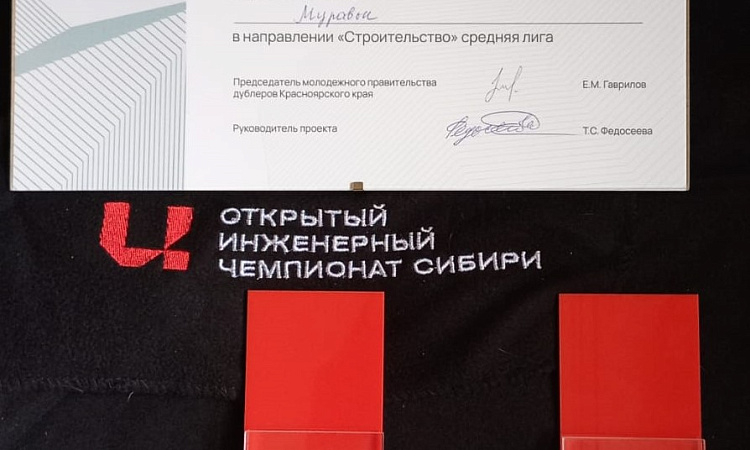 Муравьи
в направлении «Строительство» средняя лига
Председатель молодежного правительства
дублеров Красноярского края
Е.М. Гаврилов
Руководитель проекта
Т.С. Федосеева
ОТКРЫТЫЙ
ИНЖЕНЕРНЫЙ
ЧЕМПИОНАТ СИБИРИ